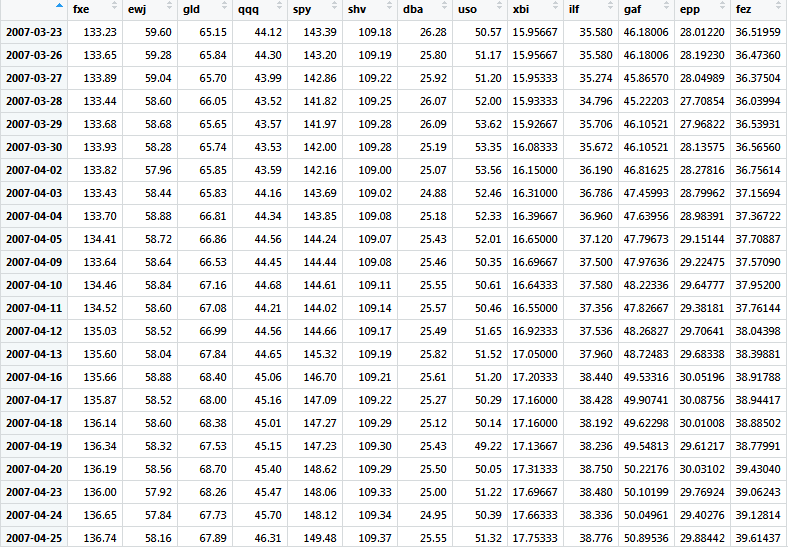 fxe ewj gld qqq spy shv dba uso xbi ilf gaf epp fez
2007-03-23 133.23 59.60 65.15 44.12 143.39 109.18 26.28 50.57 15.95667 35.580 46.18006 28.01220 36.51959
2007-03-26 133.65 59.28 65.84 44.30 143.20 109.19 25.80 51.17 15.95667 35.580 46.18006 28.19230 36.47360
2007-03-27 133.89 59.04 65.70 43.99 142.86 109.22 25.92 51.20 15.95333 35.274 45.86570 28.04989 36.37504
2007-03-28 133.44 58.60 66.05 43.52 141.82 109.25 26.07 52.00 15.93333 34.796 45.22203 27.70854 36.03994
2007-03-29 133.68 58.68 65.65 43.57 141.97 109.28 26.09 53.62 15.92667 35.706 46.10521 27.96822 36.53931
2007-03-30 133.93 58.28 65.74 43.53 142.00 109.28 25.19 53.35 16.08333 35.672 46.10521 28.13575 36.56560
2007-04-02 133.82 57.96 65.85 43.59 142.16 109.00 25.07 53.56 16.15000 36.190 46.81625 28.27816 36.75614
2007-04-03 133.43 58.44 65.83 44.16 143.69 109.02 24.88 52.46 16.31000 36.786 47.45993 28.79962 37.15694
2007-04-04 133.70 58.88 66.81 44.34 143.85 109.08 25.18 52.33 16.39667 36.960 47.63956 28.98391 37.36722
2007-04-05 134.41 58.72 66.86 44.56 144.24 109.07 25.43 52.01 16.65000 37.120 47.79673 29.15144 37.70887
2007-04-09 133.64 58.64 66.53 44.45 144.44 109.08 25.46 50.35 16.69667 37.500 47.97636 29.22475 37.57090
2007-04-10 134.46 58.84 67.16 44.68 144.61 109.11 25.55 50.61 16.64333 37.580 48.22336 29.64777 37.95200
2007-04-11 134.52 58.60 67.08 44.21 144.02 109.14 25.57 50.46 16.55000 37.356 47.82667 29.38181 37.76144
2007-04-12 135.03 58.52 66.99 44.56 144.66 109.17 25.49 51.65 16.92333 37.536 48.26827 29.70641 38.04398
2007-04-13 135.60 58.04 67.84 44.65 145.32 109.19 25.82 51.52 17.05000 37.960 48.72483 29.68338 38.39881
2007-04-16 135.66 58.88 68.40 45.06 146.70 109.21 25.61 51.20 17.20333 38.440 49.53316 30.05196 38.91788
2007-04-17 135.87 58.52 68.00 45.16 147.09 109.22 25.27 50.29 17.16000 38.428 49.90741 30.08756 38.94417
2007-04-18 136.14 58.60 68.38 45.01 147.27 109.29 25.12 50.14 17.16000 38.192 49.62298 30.01008 38.88502
2007-04-19 136.34 58.32 67.53 45.15 147.23 109.30 25.43 49.22 17.13667 38.236 49.54813 29.61217 38.77991
2007-04-20 136.19 58.56 68.70 45.40 148.62 109.29 25.50 50.05 17.31333 38.750 50.22176 30.03102 39.43040
2007-04-23 136.00 57.92 68.26 45.47 148.06 109.33 25.00 51.22 17.69667 38.480 50.10199 29.76924 39.06243
2007-04-24 136.65 57.84 67.73 45.70 148.12 109.34 24.95 50.39 17.66333 38.336 50.04961 29.40276 39.12814
2007-04-25 136.74 58.16 67.89 46.31 149.48 109.37 25.55 51.32 17.75333 38.776 50.89536 29.88442 39.61437